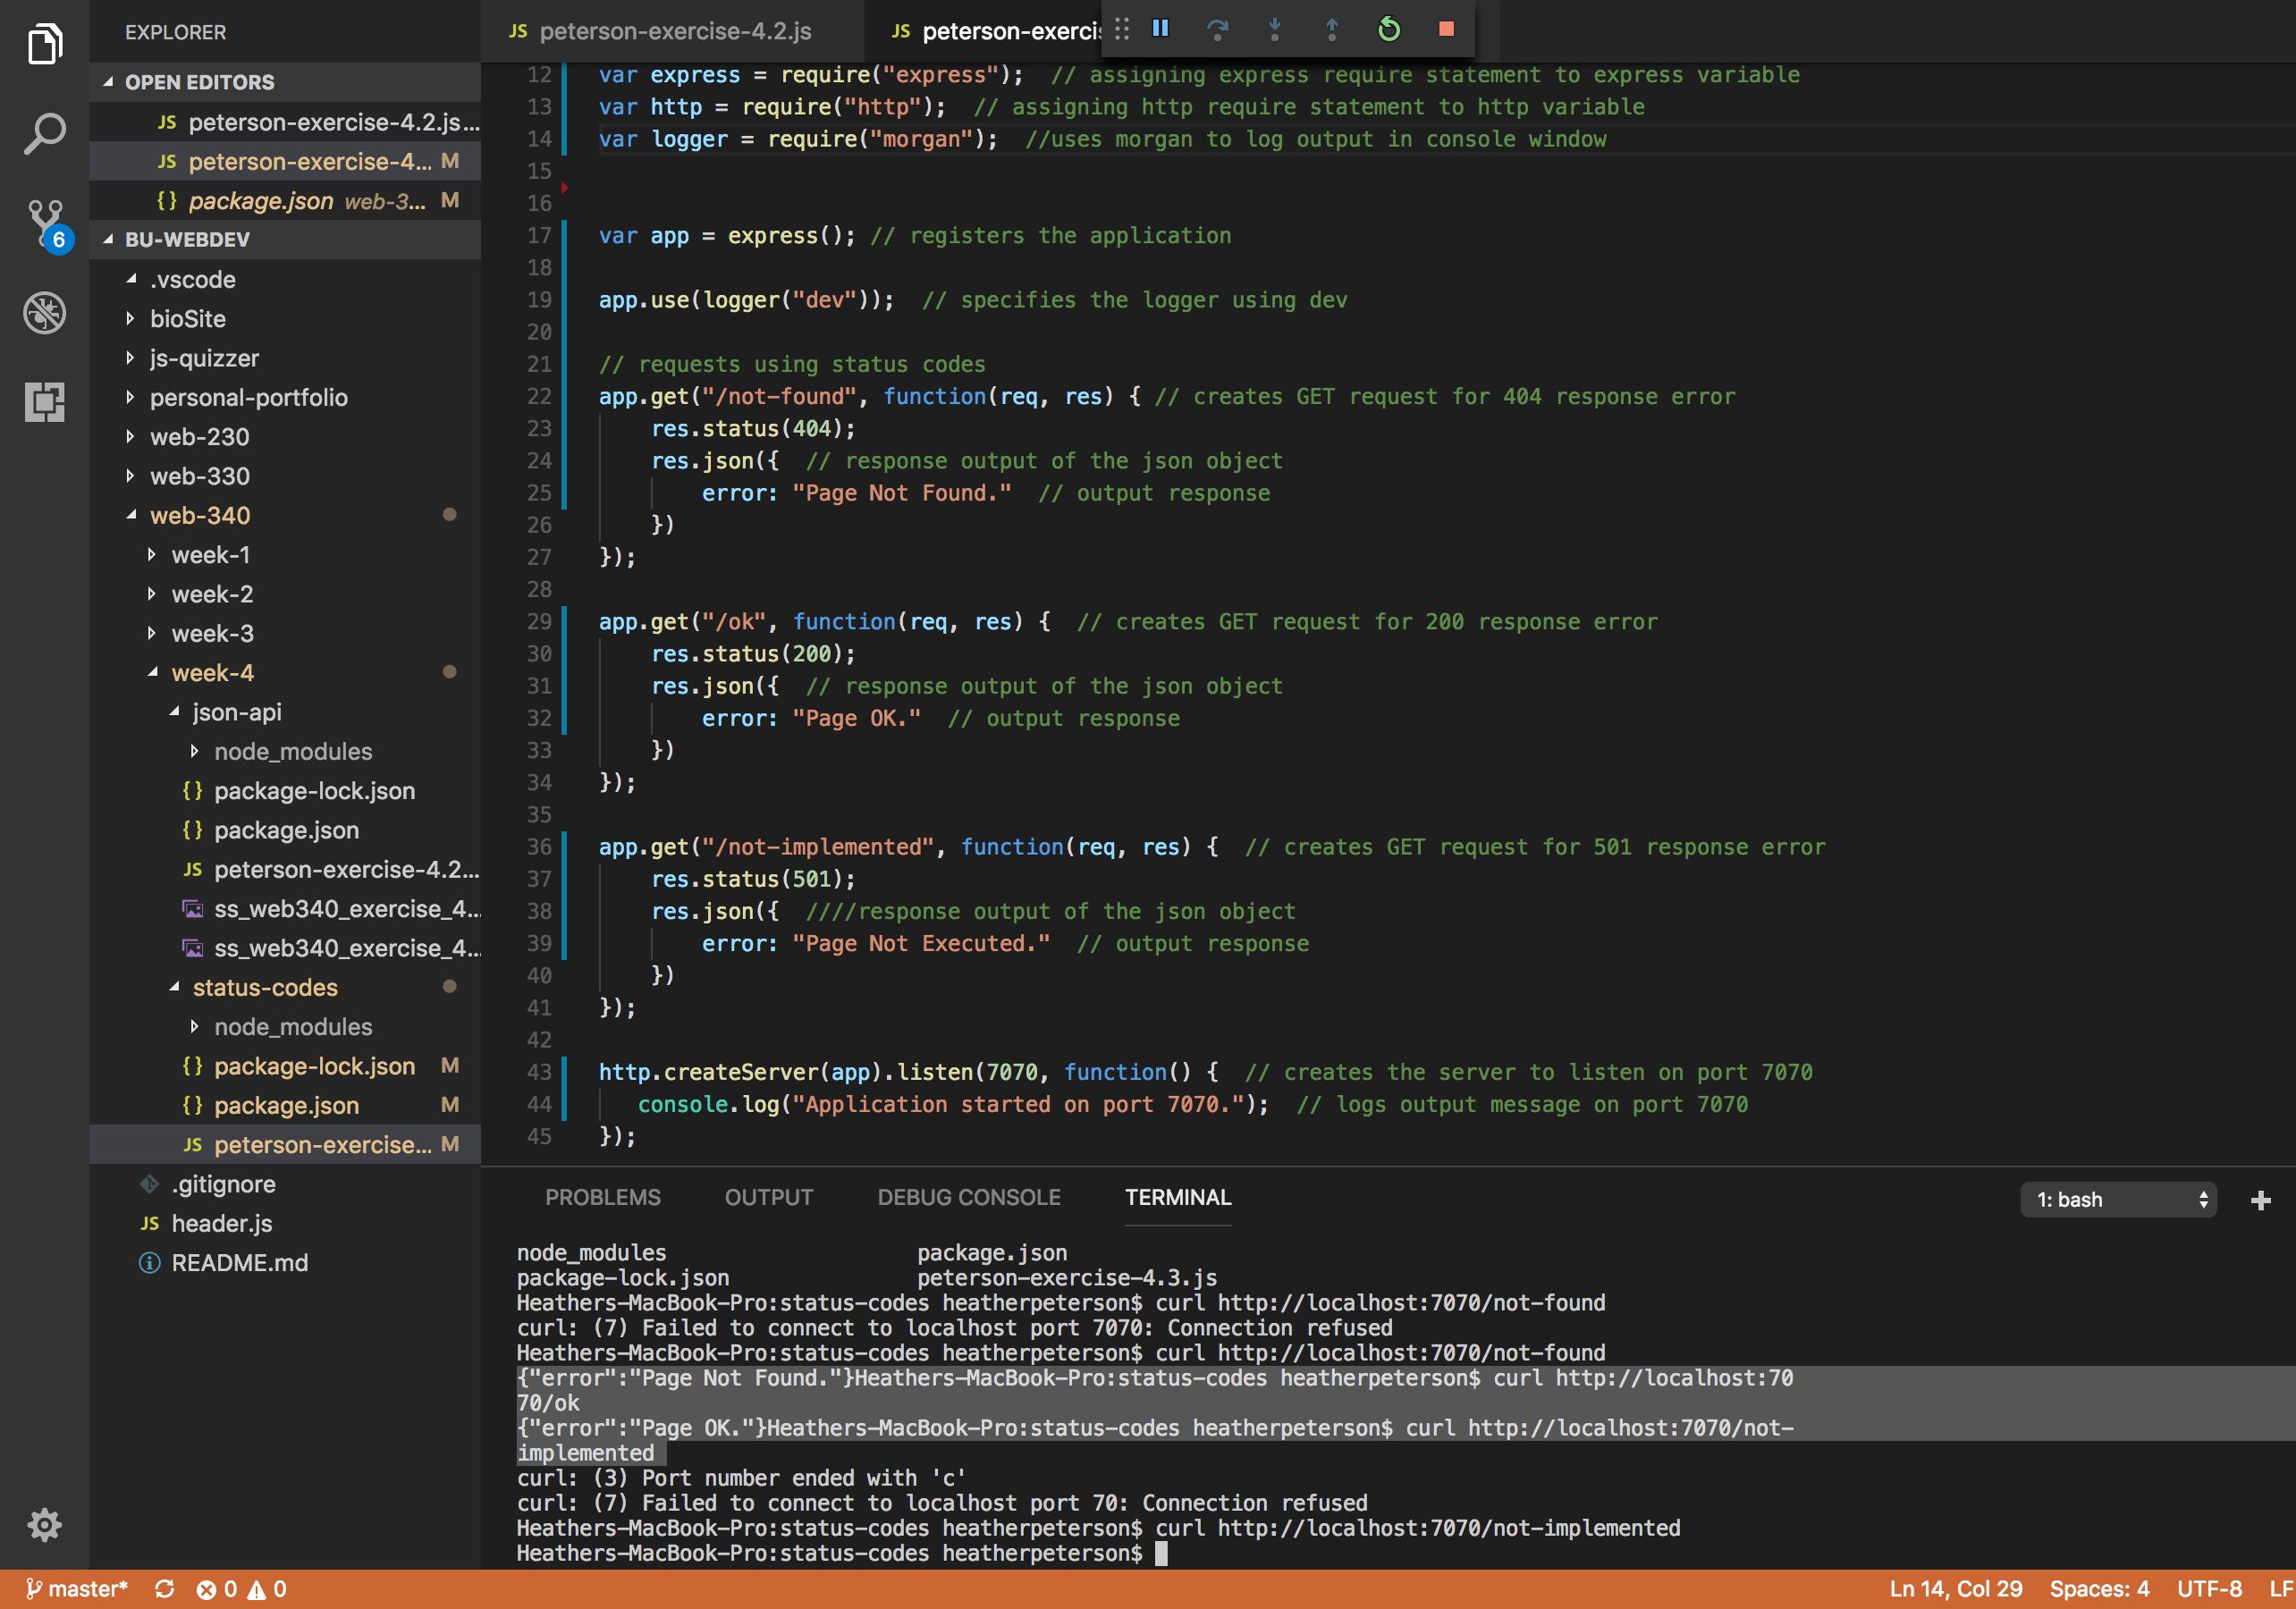 EXPLORER
OPEN EDITORS
JS peterson-exercise-4.2.js...
JS peterson-exercise-4... M
{} package.json web-3... M
6
BU-WEBDEV
.vscode
bioSite
js-quizzer
personal-portfolio
web-230
web-330
web-340
week-1
week-2
week-3
week-4
json-api
node_modules
{} package-lock.json
{} package.json
JS peterson-exercise-4.2...
ss_web340_exercise_4...
ss_web340_exercise_4...
status-codes
node_modules
{} package-lock.json M
{} package.json M
JS peterson-exercise... M
.gitignore
JS header.js
README.md
JS peterson-exercise-4.2.js
JS peterson-exerci
12 var express = require("express");  // assigning express require statement to express variable
13 var http = require("http");  // assigning http require statement to http variable
14 var logger = require("morgan");  //uses morgan to log output in console window
15
16
17 var app = express(); // registers the application
18
19 app.use(logger("dev"));  // specifies the logger using dev
20
21 // requests using status codes
22 app.get("/not-found", function(req, res) { // creates GET request for 404 response error
23     res.status(404);
24     res.json({  // response output of the json object
25         error: "Page Not Found."  // output response
26     })
27 });
28
29 app.get("/ok", function(req, res) {  // creates GET request for 200 response error
30     res.status(200);
31     res.json({  // response output of the json object
32         error: "Page OK."  // output response
33     })
34 });
35
36 app.get("/not-implemented", function(req, res) {  // creates GET request for 501 response error
37     res.status(501);
38     res.json({  ////response output of the json object
39         error: "Page Not Executed."  // output response
40     })
41 });
42
43 http.createServer(app).listen(7070, function() {  // creates the server to listen on port 7070
44    console.log("Application started on port 7070.");  // logs output message on port 7070
45 });
PROBLEMS OUTPUT DEBUG CONSOLE TERMINAL 1: bash
node_modules package.json
package-lock.json peterson-exercise-4.3.js
Heathers-MacBook-Pro:status-codes heatherpeterson$ curl http://localhost:7070/not-found
curl: (7) Failed to connect to localhost port 7070: Connection refused
Heathers-MacBook-Pro:status-codes heatherpeterson$ curl http://localhost:7070/not-found
{"error":"Page Not Found."}Heathers-MacBook-Pro:status-codes heatherpeterson$ curl http://localhost:70
70/ok
{"error":"Page OK."}Heathers-MacBook-Pro:status-codes heatherpeterson$ curl http://localhost:7070/not-
implemented
curl: (3) Port number ended with 'c'
curl: (7) Failed to connect to localhost port 70: Connection refused
Heathers-MacBook-Pro:status-codes heatherpeterson$ curl http://localhost:7070/not-implemented
Heathers-MacBook-Pro:status-codes heatherpeterson$
master* 0 0 Ln 14, Col 29 Spaces: 4 UTF-8 LF